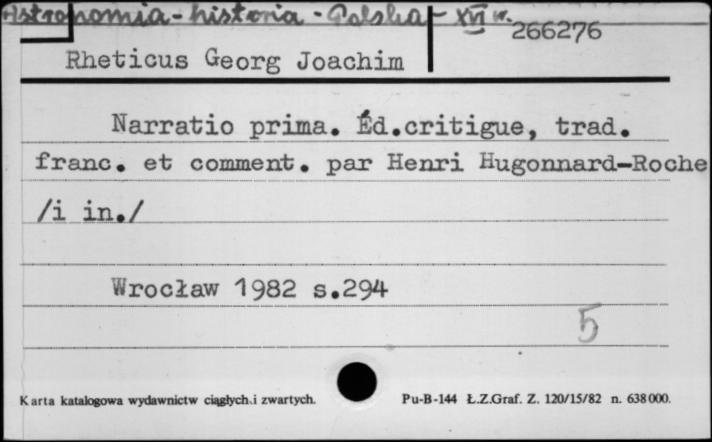 Astronomia - historia - Polska - XVI w.
266276
Rheticus Georg Joachim
Narratio prima. Éd.critigue, trad.
franc. et comment. par Henri Hugonnard-Roche
/i in./
Wrocław 1982 s.294
5
Karta katalogowa wydawnictw ciągłych i zwartych.
Pu-B-144 Ł.Z.Graf. Z. 120/15/82 n. 638000.